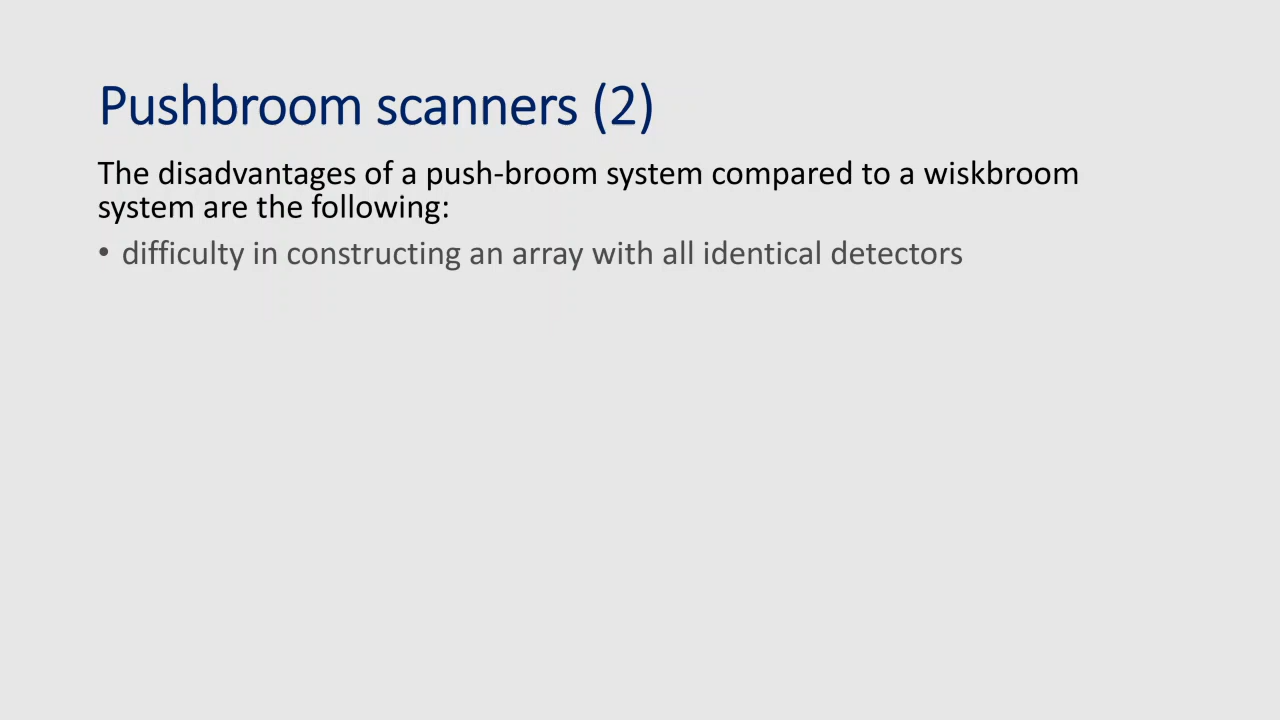 Pushbroom scanners (2)
The disadvantages of a push-broom system compared to a wiskbroom
system are the following:
• difficulty in constructing an array with all identical detectors